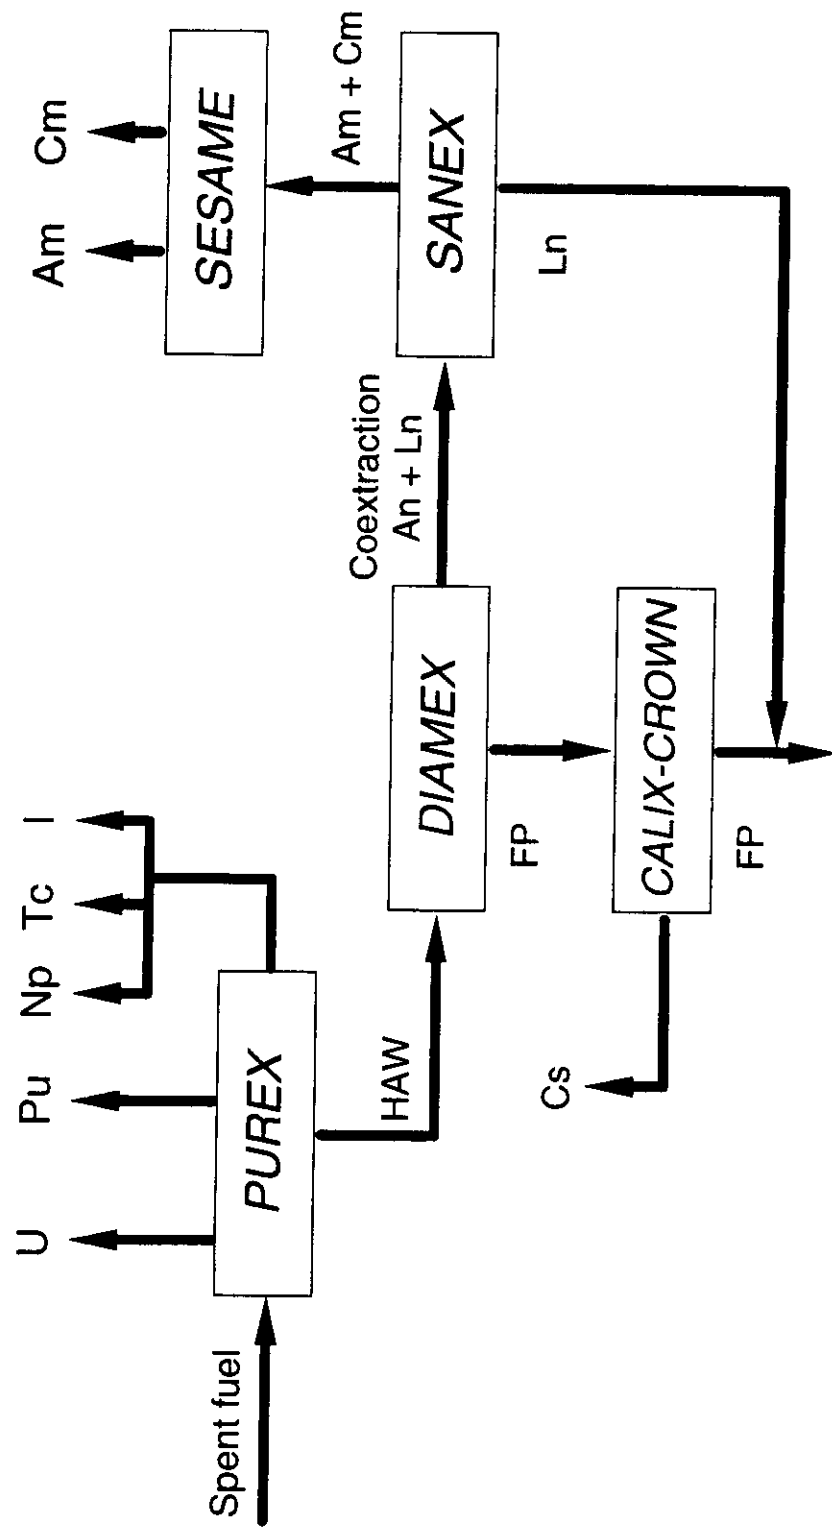 Spent fuel
PUREX
U
Pu
Np
Tc
I
HAW
DIAMEX
Coextraction
An + Ln
SANEX
Am + Cm
SESAME
Am
Cm
Ln
FP
CALIX-CROWN
Cs
FP